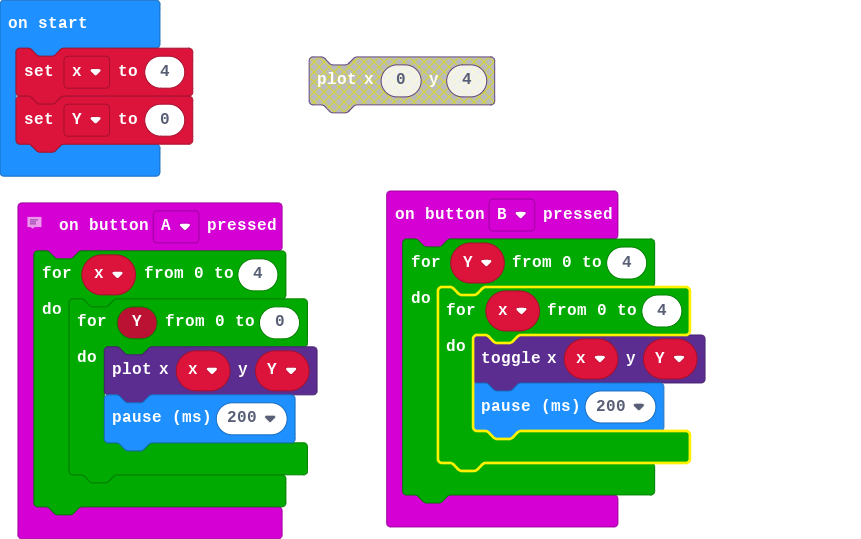 on start
set x to 4
set Y to 0
plot x 0 y 4
on button A pressed
for x from 0 to 4
do
for Y from 0 to 0
do
plot x x y Y
pause (ms) 200
on button B pressed
for Y from 0 to 4
do
for x from 0 to 4
do
toggle x x y Y
pause (ms) 200